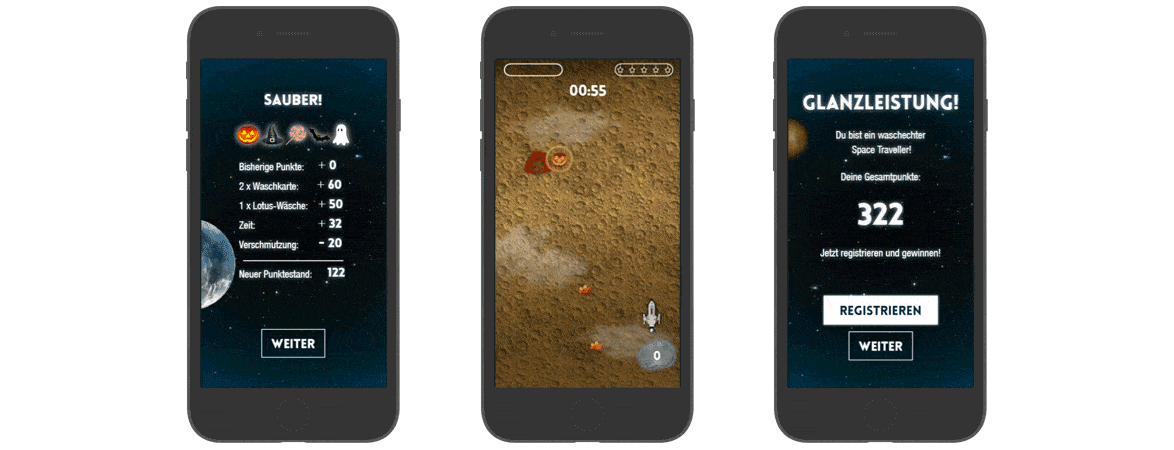 SAUBER!
Bisherige Punkte: + 0
2 x Waschkarte: + 60
1 x Lotus-Wäsche: + 50
Zeit: + 32
Verschmutzung: - 20
Neuer Punktestand: 122
WEITER
00:55
0
GLANZLEISTUNG!
Du bist ein waschechter
Space Traveller!
Deine Gesamtpunkte:
322
Jetzt registrieren und gewinnen!
REGISTRIEREN
WEITER